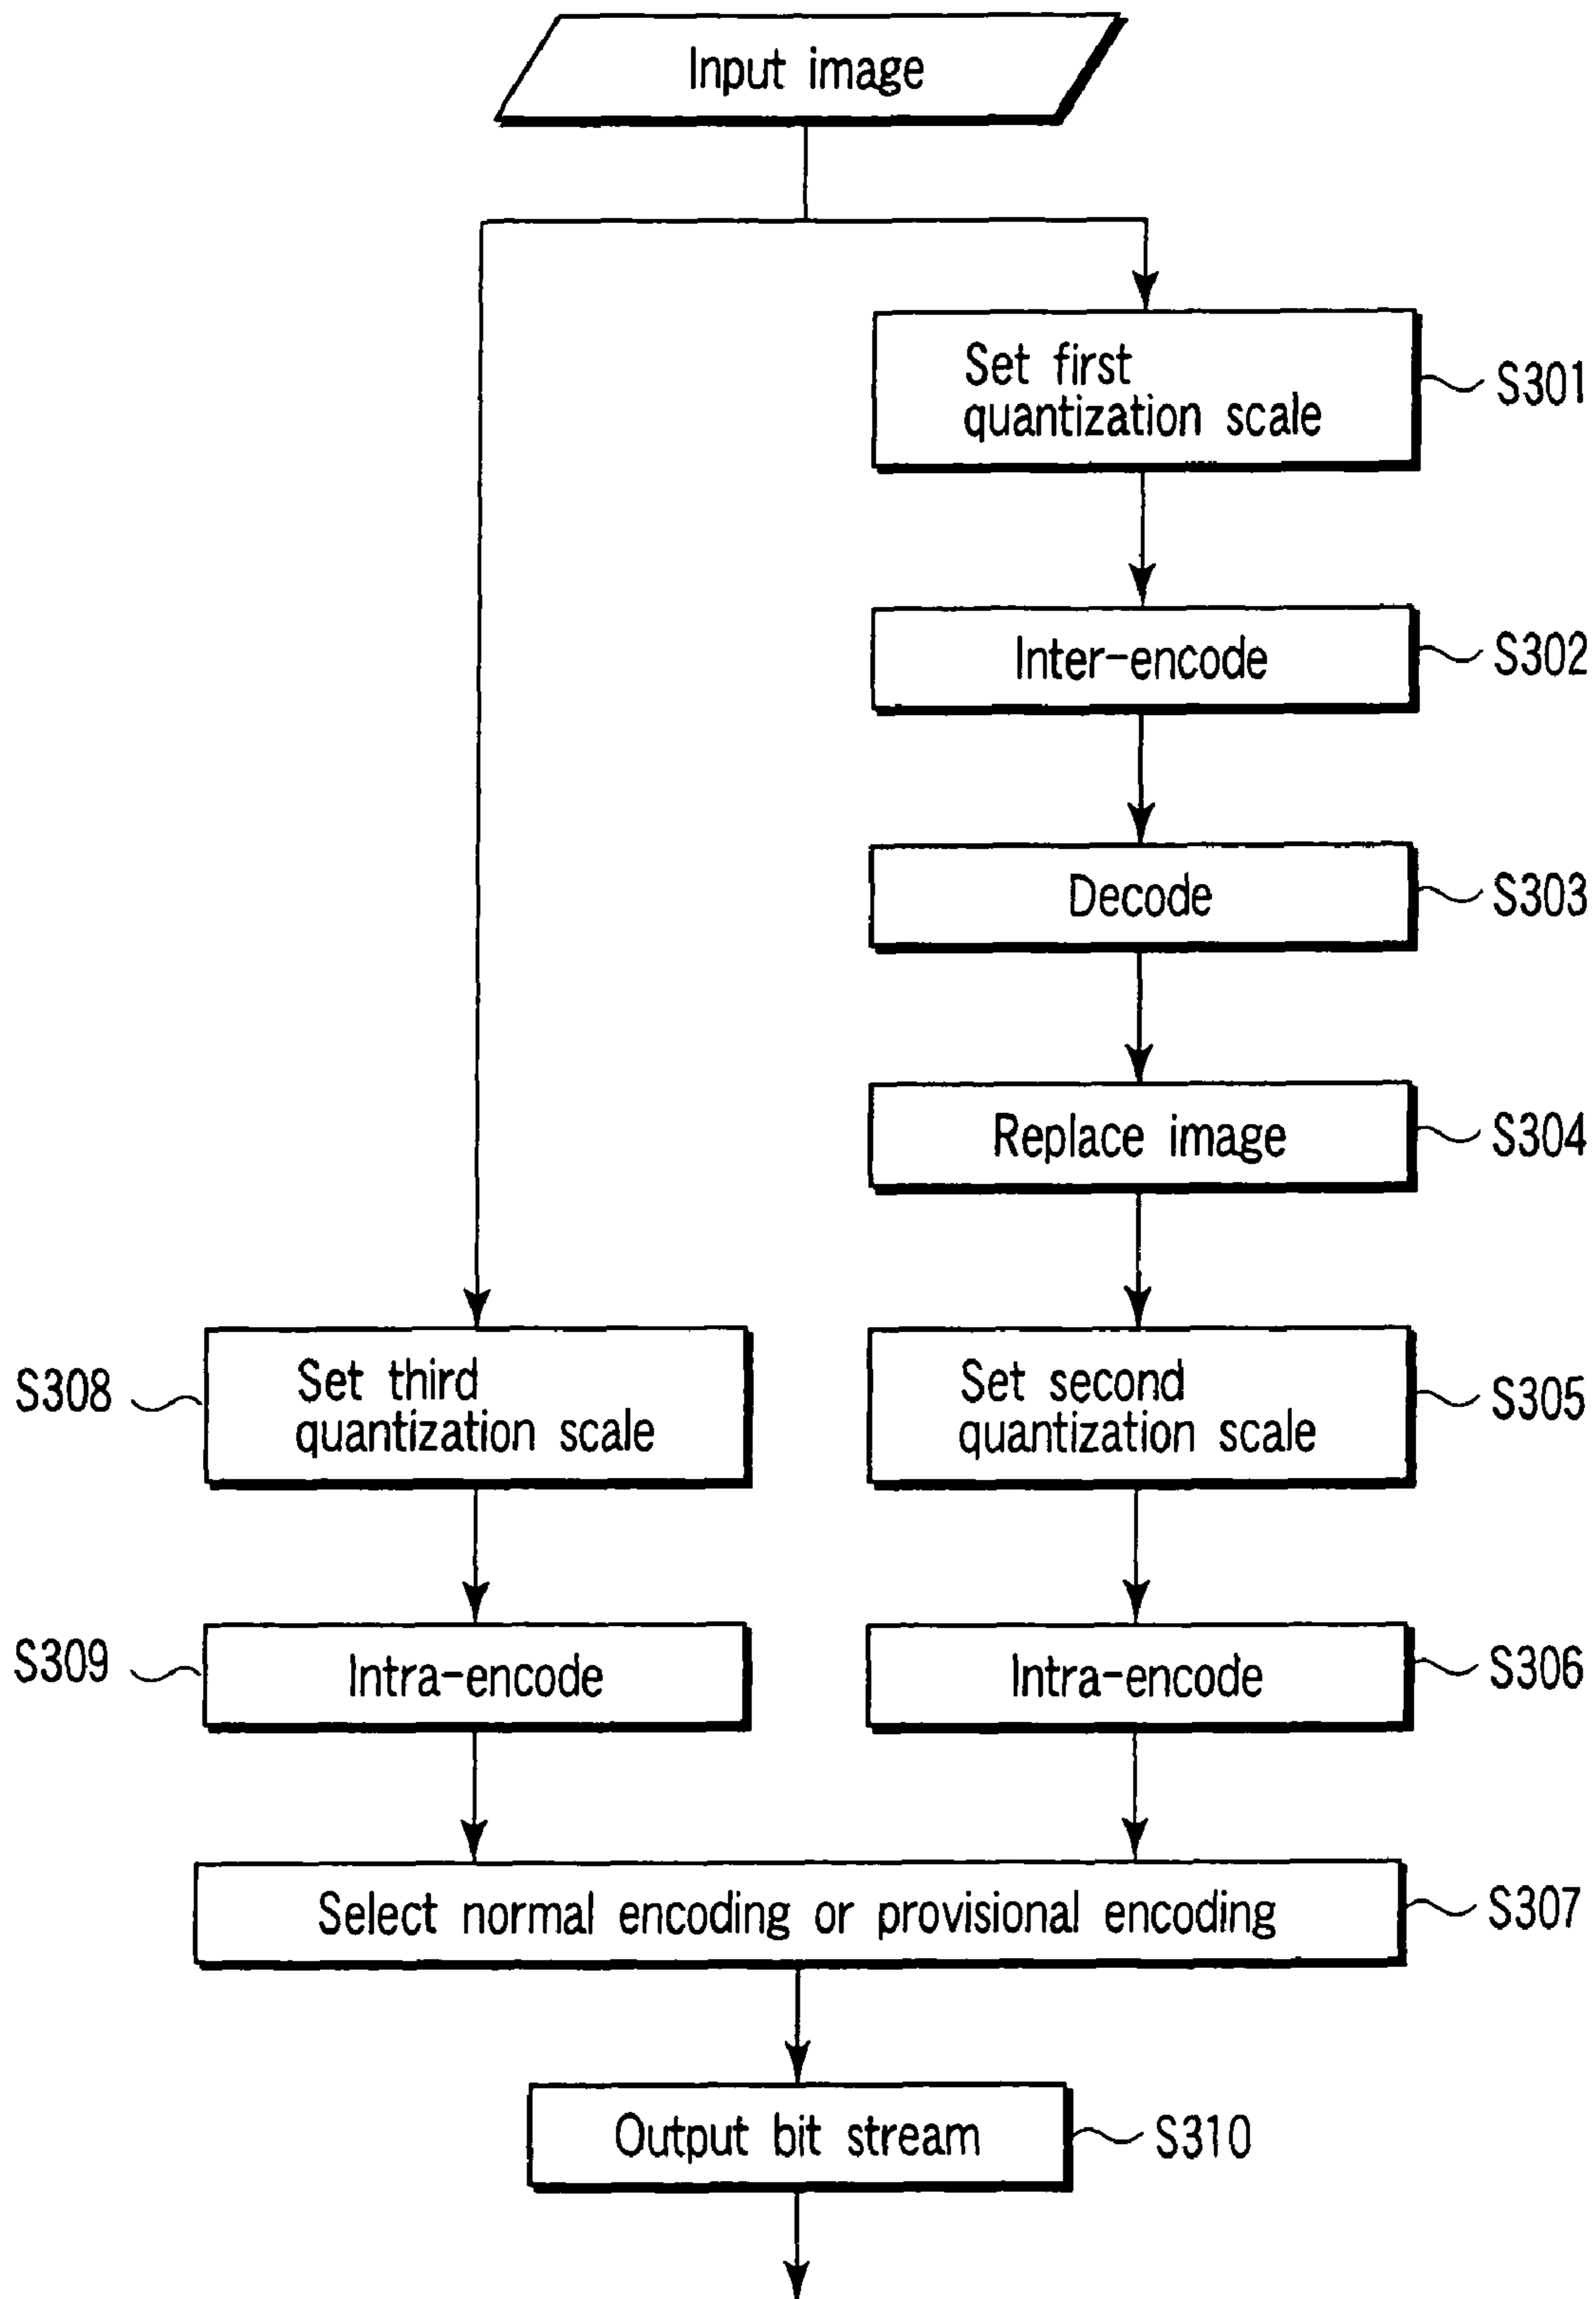 Input image
Set first
quantization scale
S301
Inter-encode
S302
Decode
S303
Replace image
S304
S308
Set third
quantization scale
Set second
quantization scale
S305
S309
Intra-encode
Intra-encode
S306
Select normal encoding or provisional encoding
S307
Output bit stream
S310